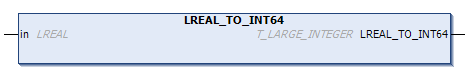 LREAL_TO_INT64
in LREAL T_LARGE_INTEGER LREAL_TO_INT64